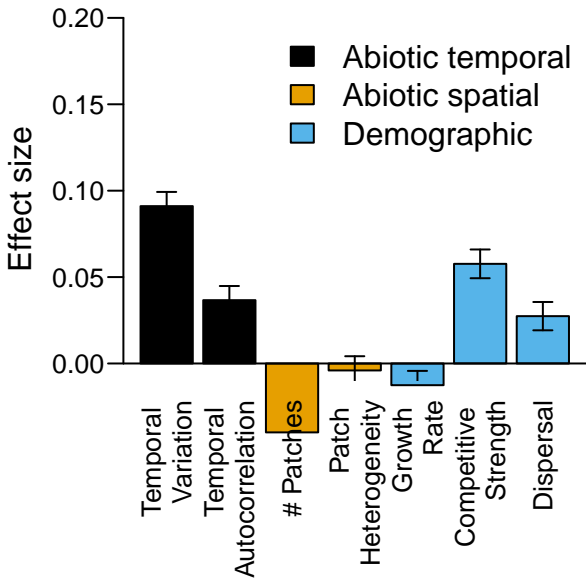 0.20
0.15
0.10
0.05
0.00
Effect size
Abiotic temporal
Abiotic spatial
Demographic
Temporal
Variation
Temporal
Autocorrelation
# Patches
Patch
Heterogeneity
Growth
Rate
Competitive
Strength
Dispersal